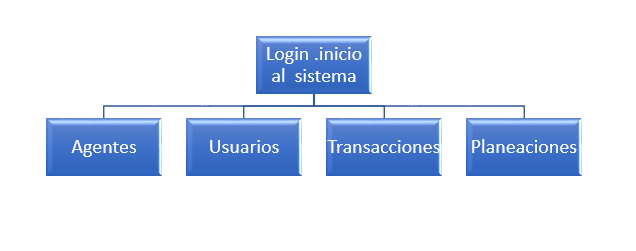 Login .inicio
al sistema
Agentes
Usuarios
Transacciones
Planeaciones